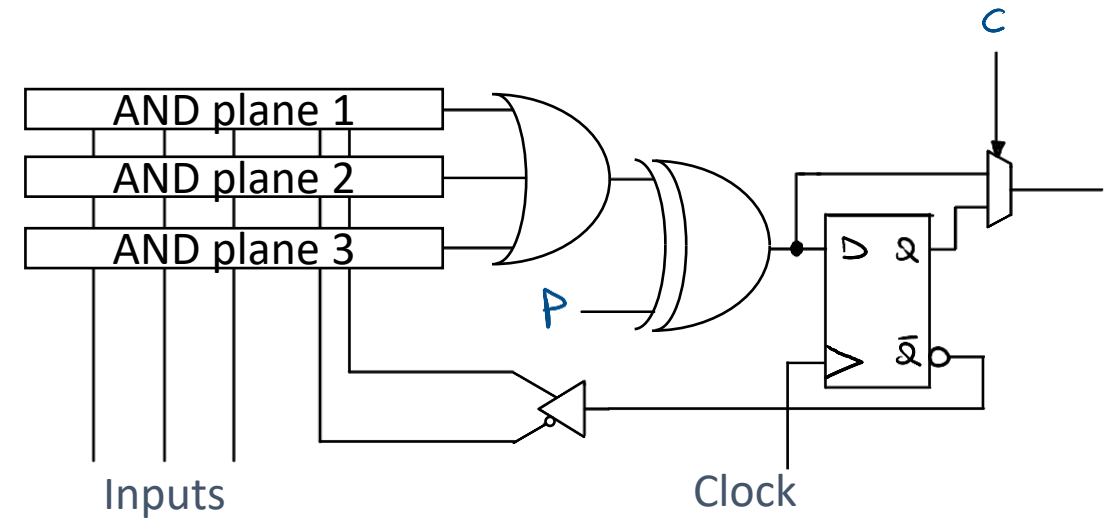 C
AND plane 1
AND plane 2
AND plane 3
D Q
P
Q̅
Inputs
Clock